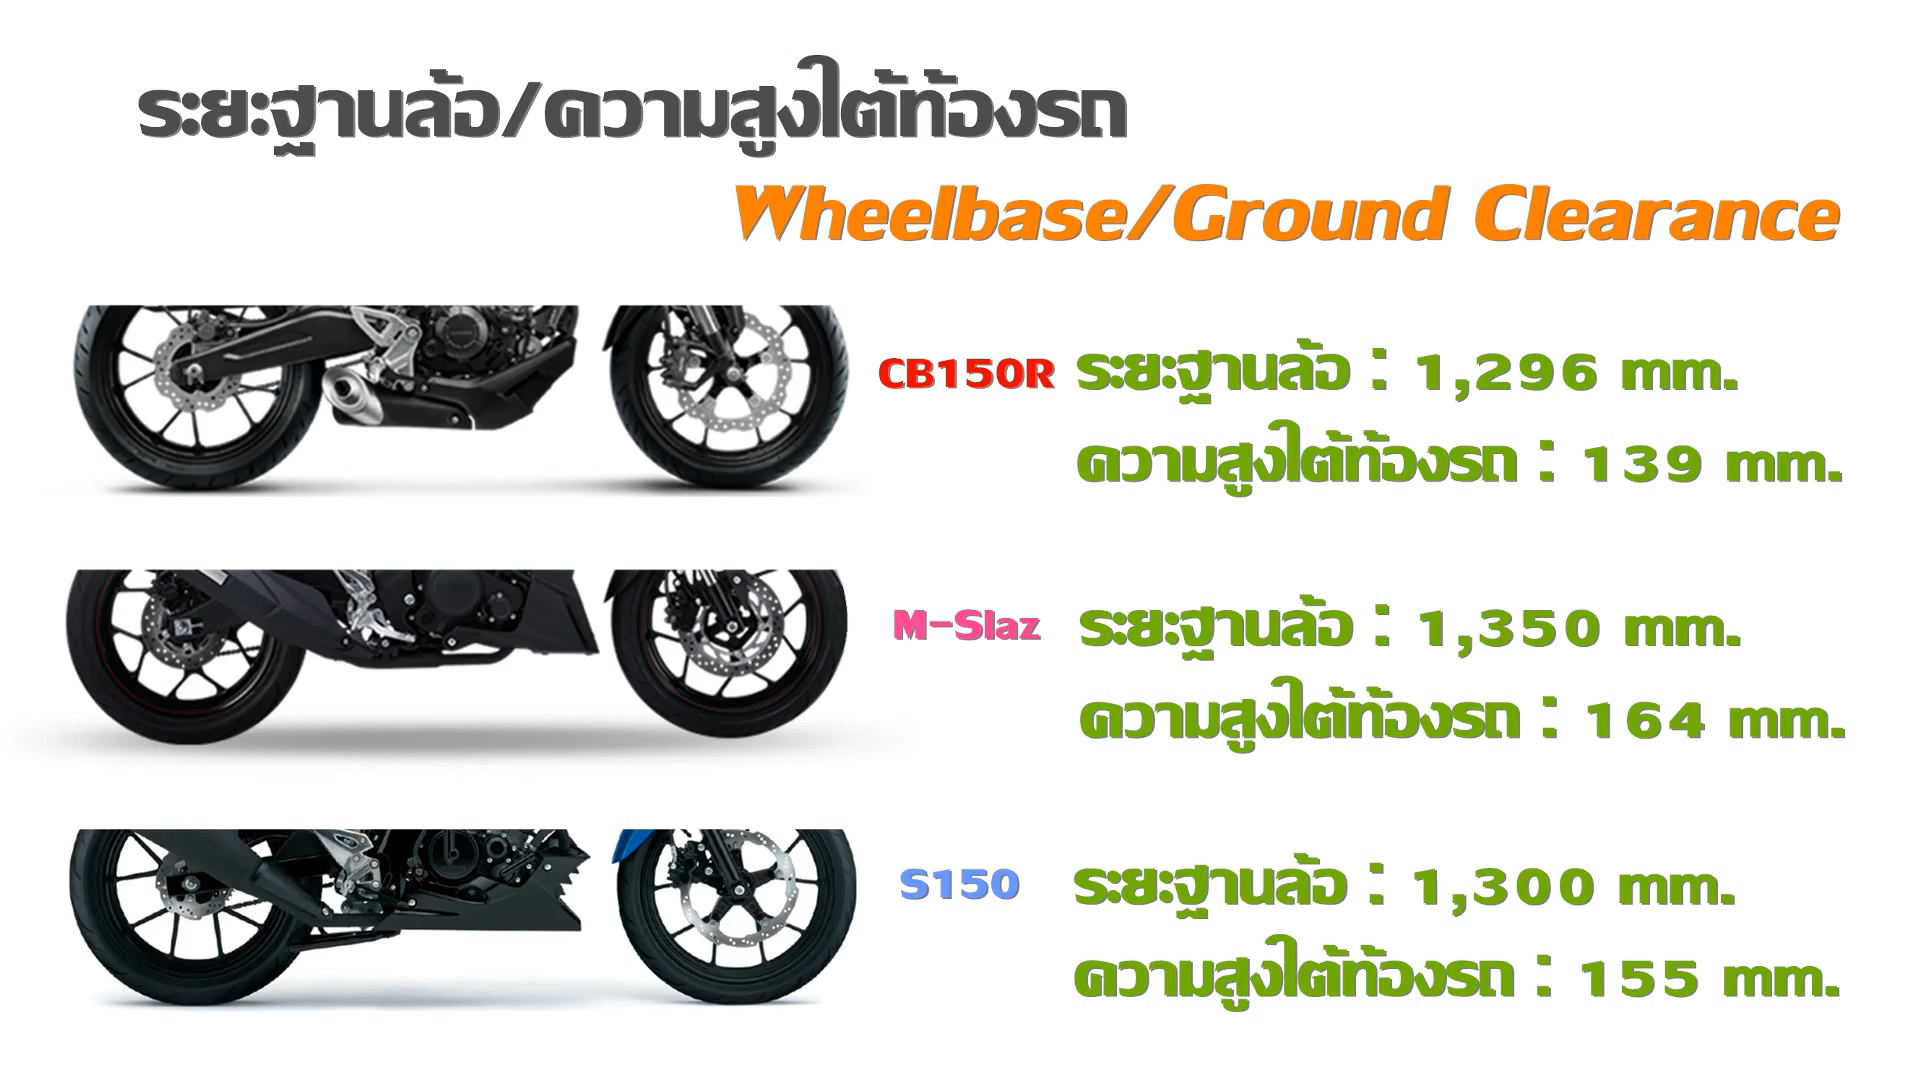 ระยะฐานล้อ/ความสูงใต้ท้องรถ
Wheelbase/Ground Clearance
CB150R ระยะฐานล้อ : 1,296 mm.
ความสูงใต้ท้องรถ : 139 mm.
M-Slaz ระยะฐานล้อ : 1,350 mm.
ความสูงใต้ท้องรถ : 164 mm.
S150 ระยะฐานล้อ : 1,300 mm.
ความสูงใต้ท้องรถ : 155 mm.